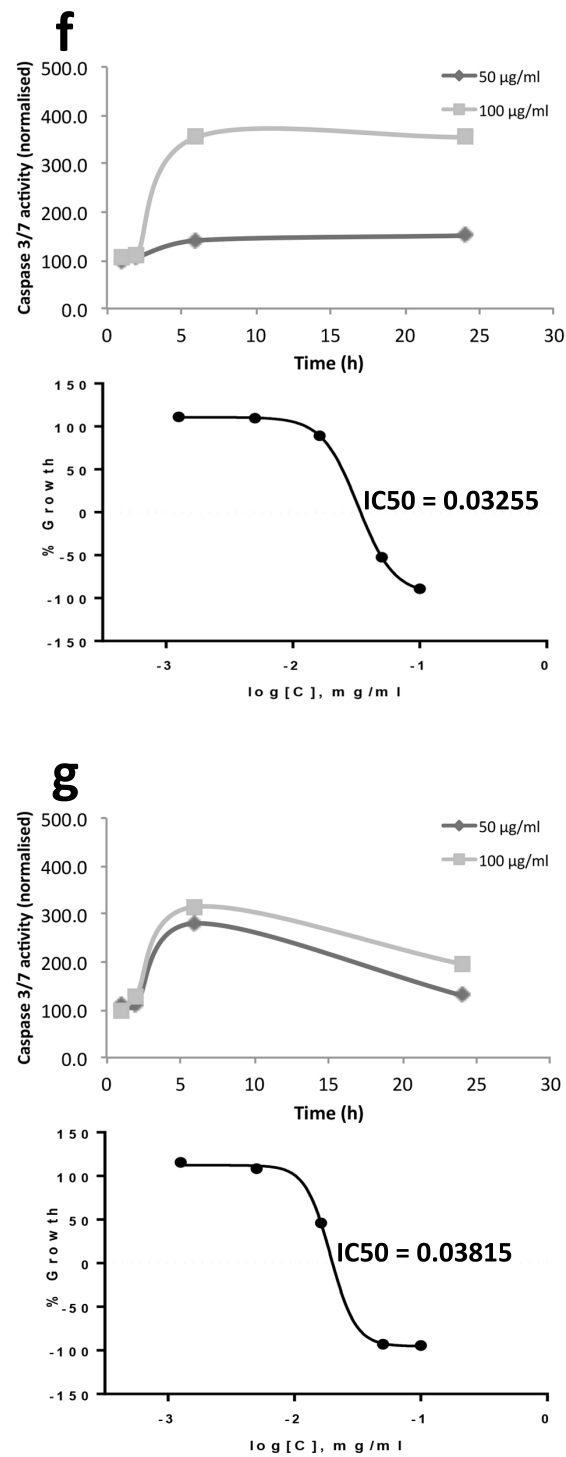 f
Caspase 3/7 activity (normalised)
500.0
400.0
300.0
200.0
100.0
0.0
50 µg/ml
100 µg/ml
0 5 10 15 20 25 30
Time (h)
% Growth
150
100
50
0
-50
-100
-150
IC50 = 0.03255
-3 -2 -1 0
log[C], mg/ml
g
Caspase 3/7 activity (normalised)
500.0
400.0
300.0
200.0
100.0
0.0
50 µg/ml
100 µg/ml
0 5 10 15 20 25 30
Time (h)
% Growth
150
100
50
0
-50
-100
-150
IC50 = 0.03815
-3 -2 -1 0
log[C], mg/ml